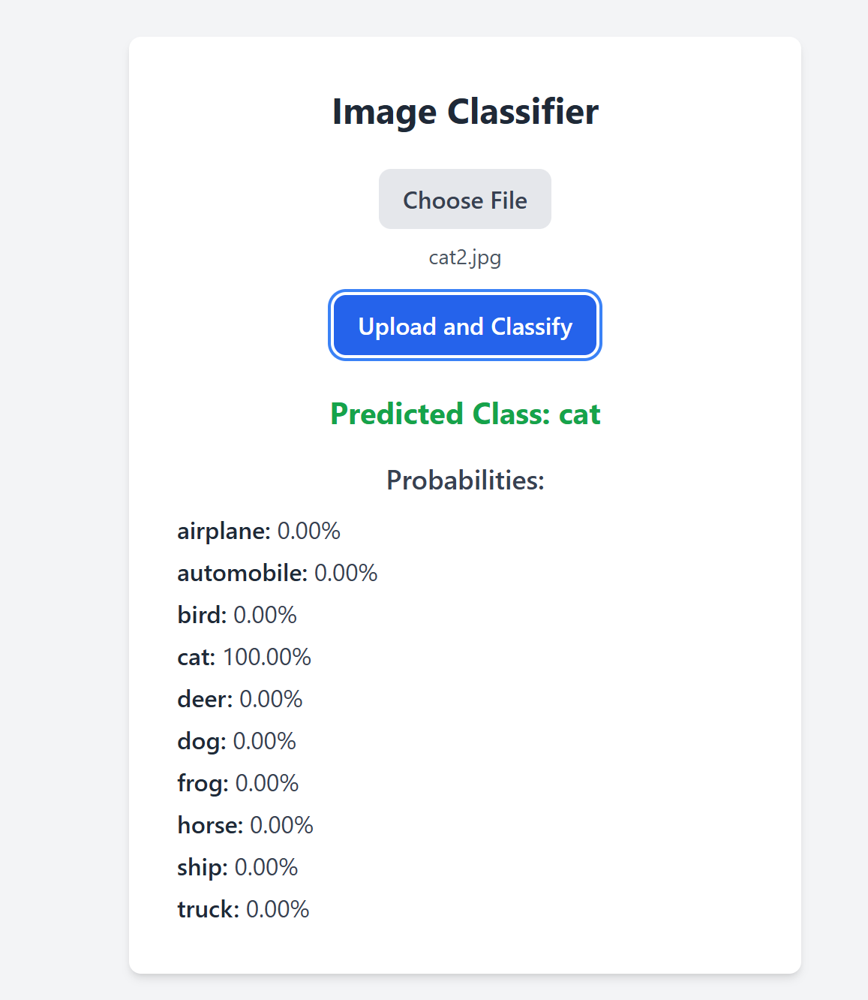 Image Classifier
Choose File
cat2.jpg
Upload and Classify
Predicted Class: cat
Probabilities:
airplane: 0.00%
automobile: 0.00%
bird: 0.00%
cat: 100.00%
deer: 0.00%
dog: 0.00%
frog: 0.00%
horse: 0.00%
ship: 0.00%
truck: 0.00%